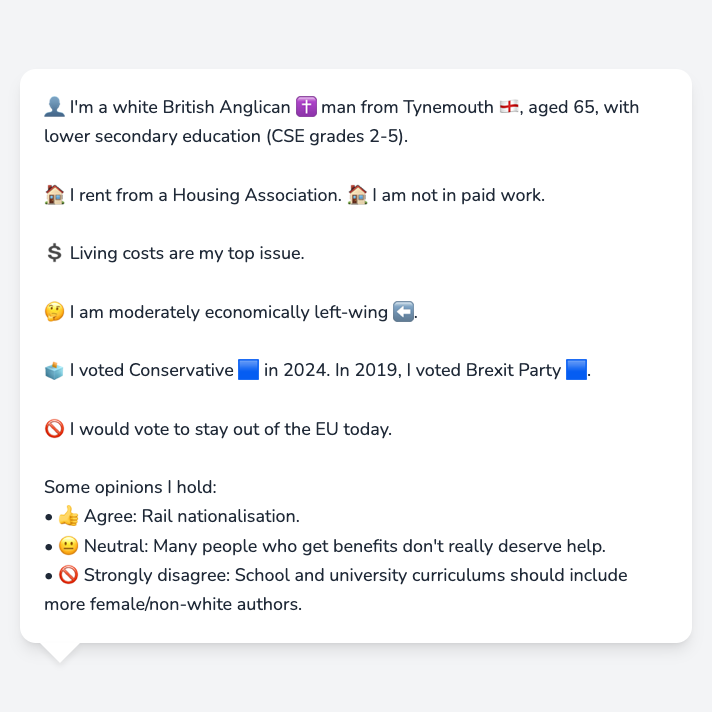 👤 I'm a white British Anglican ✝️ man from Tynemouth 🏴󠁧󠁢󠁥󠁮󠁧󠁿, aged 65, with
lower secondary education (CSE grades 2-5).
🏠 I rent from a Housing Association. 🏠 I am not in paid work.
💲 Living costs are my top issue.
🤔 I am moderately economically left-wing ⬅️.
🗳️ I voted Conservative 🟦 in 2024. In 2019, I voted Brexit Party 🟦.
🚫 I would vote to stay out of the EU today.
Some opinions I hold:
• 👍 Agree: Rail nationalisation.
• 😐 Neutral: Many people who get benefits don't really deserve help.
• 🚫 Strongly disagree: School and university curriculums should include
more female/non-white authors.